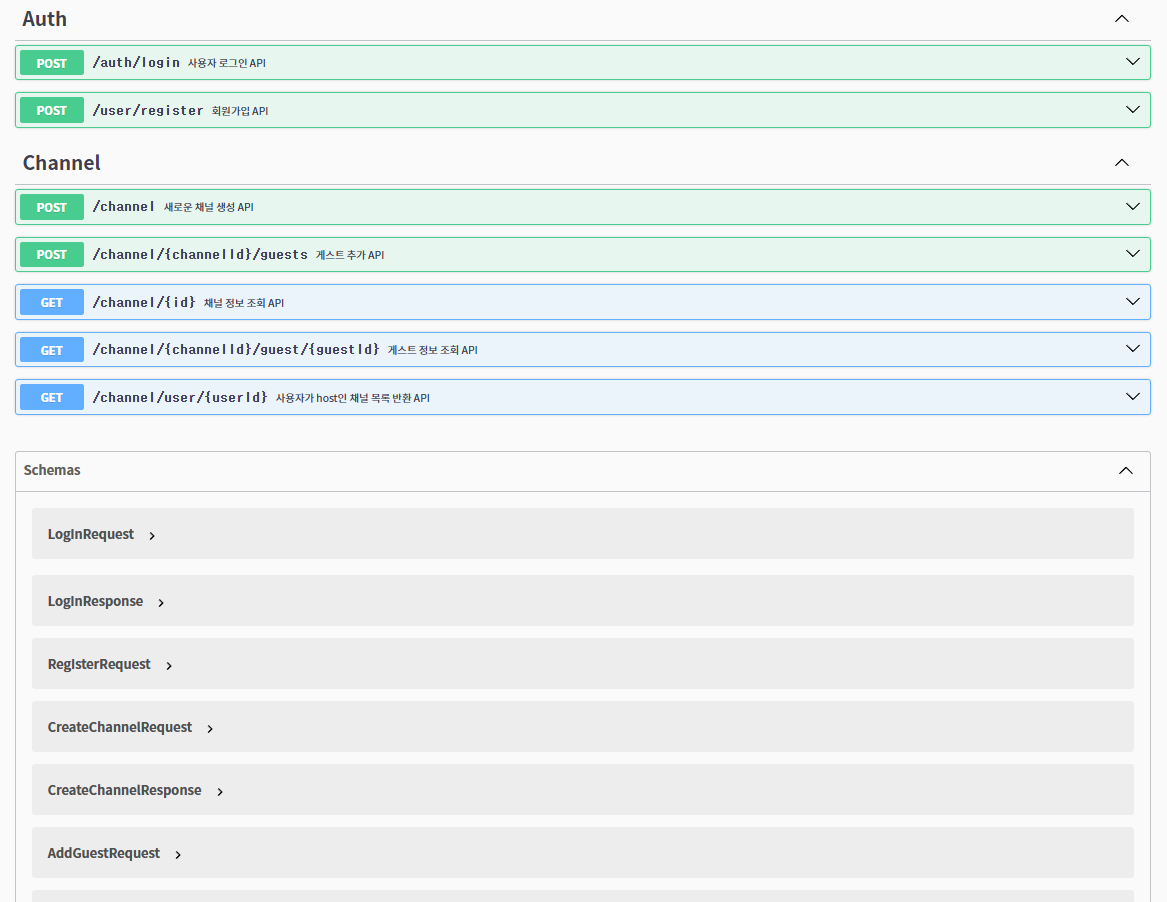 Auth
POST /auth/login 사용자 로그인 API
POST /user/register 회원가입 API
Channel
POST /channel 새로운 채널 생성 API
POST /channel/{channelId}/guests 게스트 추가 API
GET /channel/{id} 채널 정보 조회 API
GET /channel/{channelId}/guest/{guestId} 게스트 정보 조회 API
GET /channel/user/{userId} 사용자가 host인 채널 목록 반환 API
Schemas
LoginRequest
LoginResponse
RegisterRequest
CreateChannelRequest
CreateChannelResponse
AddGuestRequest